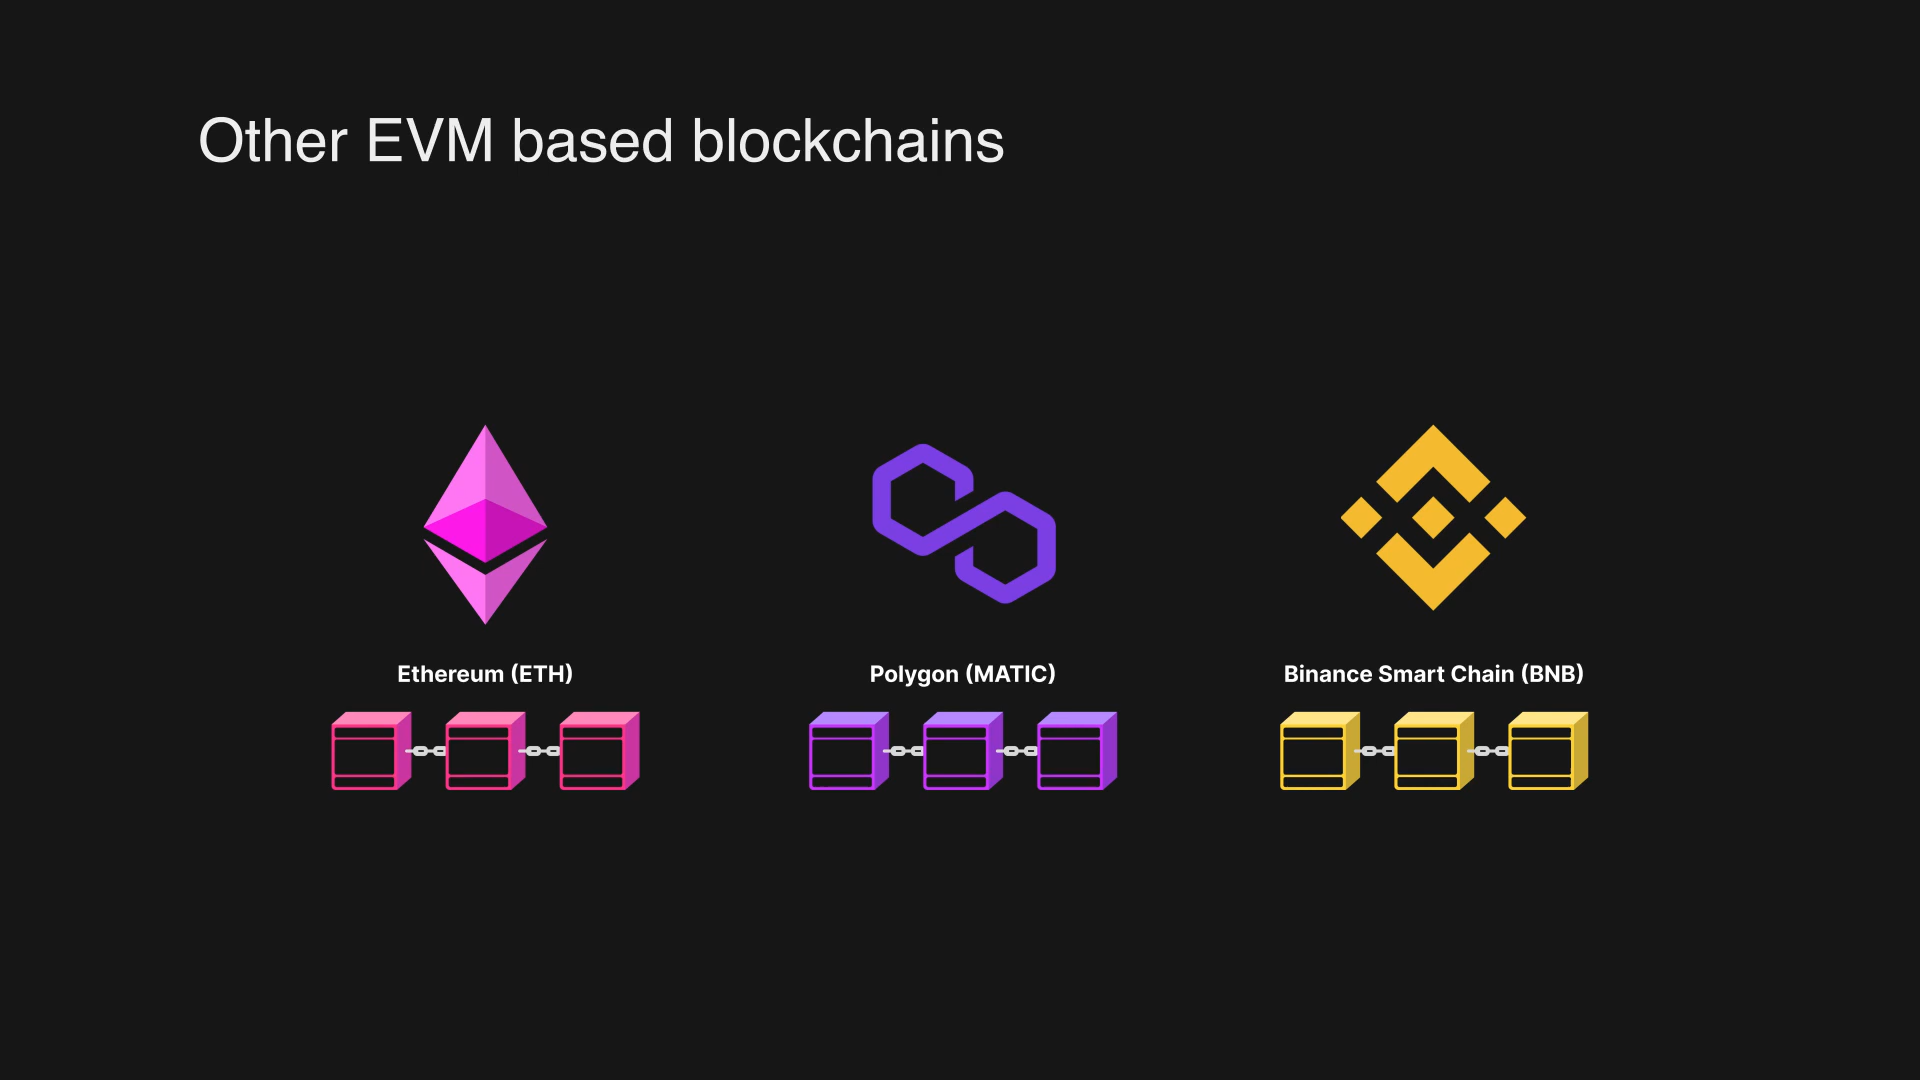 Other EVM based blockchains
Ethereum (ETH)
Polygon (MATIC)
Binance Smart Chain (BNB)